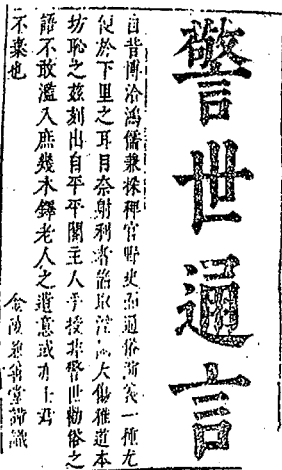 警世通言
自昔博洽鴻儒兼採稗官野史而通俗演義一種尤
便於下里之耳目奈射利者取淫詞大傷雅道本
坊恥之茲刻出自平平閣主人手授非警世勸俗之
語不敢濫入庶幾木鐸老人之遺意或亦士君
不棄也
金陵兼善堂謹識